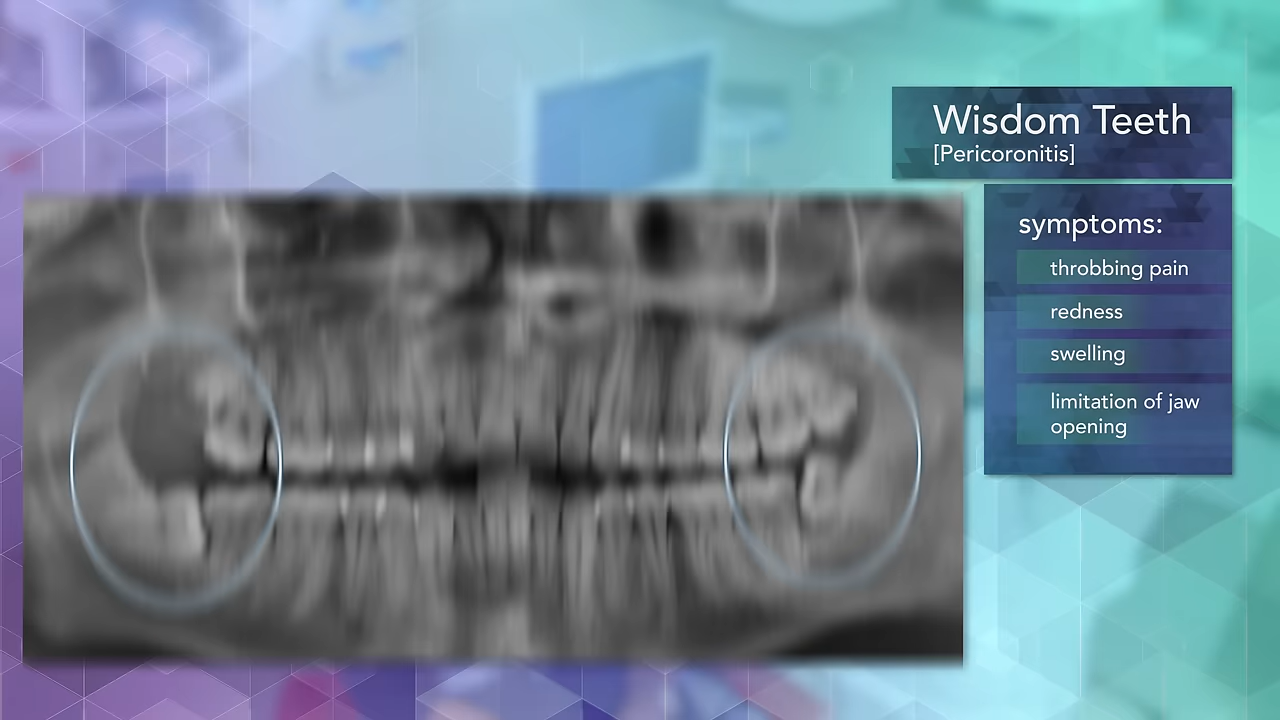 Wisdom Teeth
[Pericoronitis]
symptoms:
throbbing pain
redness
swelling
limitation of jaw
opening